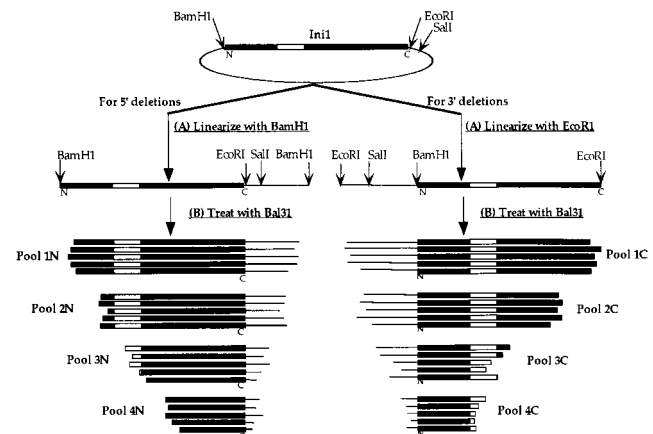 BamH1
Ini1
EcoRI
SalI
N
C
For 5' deletions
For 3' deletions
(A) Linearize with BamH1
(A) Linearize with EcoR1
BamH1
EcoRI
SalI
BamH1
EcoRI
SalI
BamH1
EcoRI
N
C
N
C
(B) Treat with Bal31
(B) Treat with Bal31
Pool 1N
Pool 1C
C
N
Pool 2N
Pool 2C
C
N
Pool 3N
Pool 3C
C
N
Pool 4N
Pool 4C
C
N